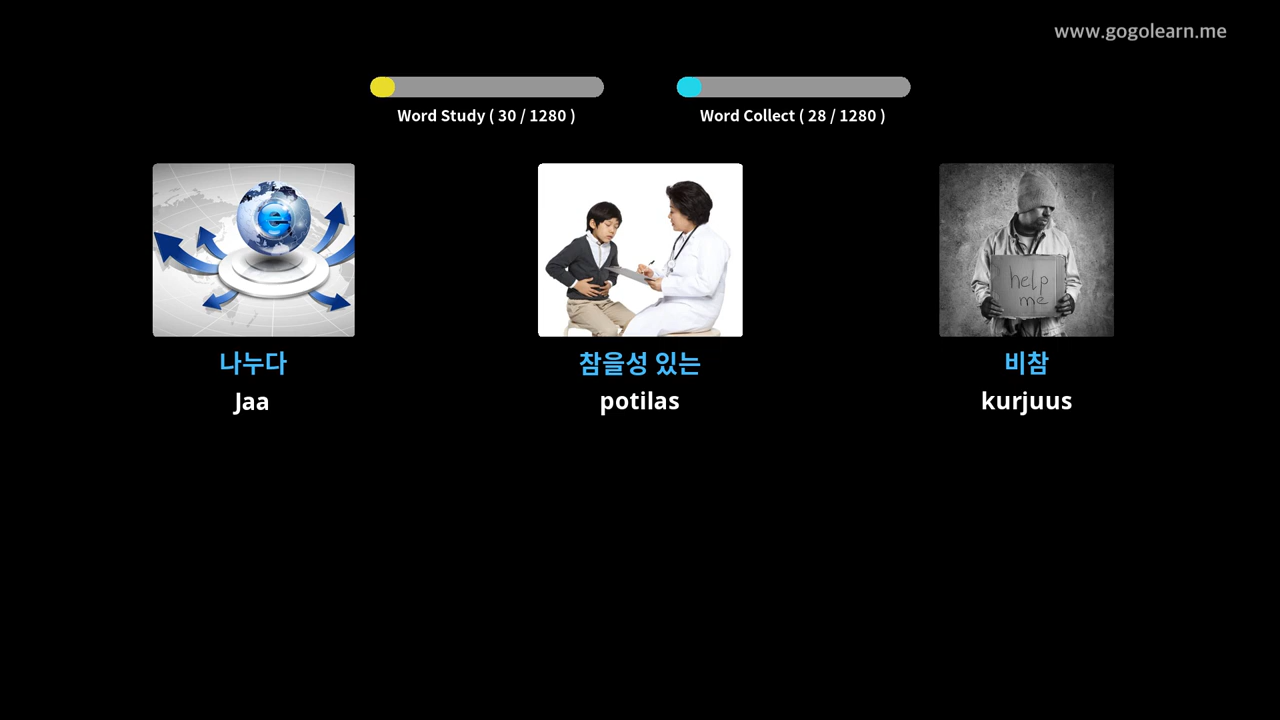 www.gogolearn.me
Word Study ( 30 / 1280 )
Word Collect ( 28 / 1280 )
e
help
me
나누다
참을성 있는
비참
Jaa
potilas
kurjuus